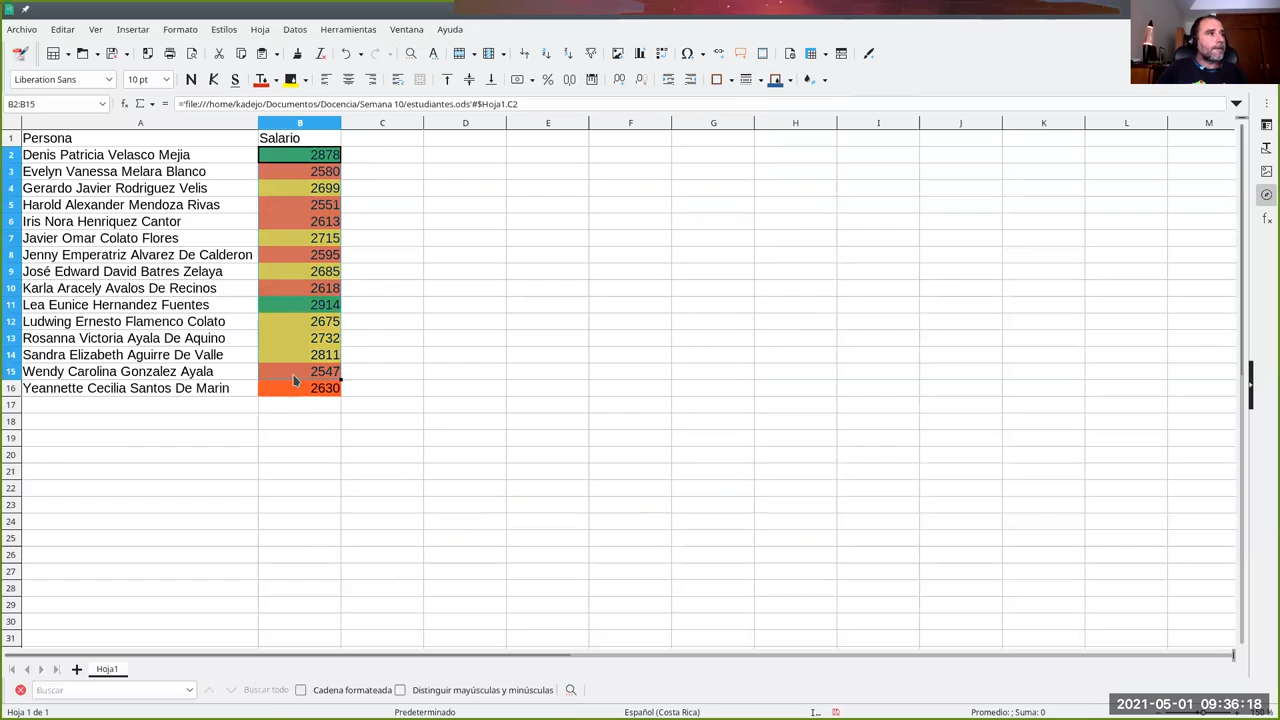 Archivo Editar Ver Insertar Formato Estilos Hoja Datos Herramientas Ventana Ayuda
Liberation Sans 10 pt N K S
B2:B15 ='file:///home/kadejo/Documentos/Docencia/Semana 10/estudiantes.ods'#$Hoja1.C2
A B C D E F G H I J K L M
1 Persona Salario
2 Denis Patricia Velasco Mejia 2878
3 Evelyn Vanessa Melara Blanco 2580
4 Gerardo Javier Rodriguez Velis 2699
5 Harold Alexander Mendoza Rivas 2551
6 Iris Nora Henriquez Cantor 2613
7 Javier Omar Colato Flores 2715
8 Jenny Emperatriz Alvarez De Calderon 2595
9 José Edward David Batres Zelaya 2685
10 Karla Aracely Avalos De Recinos 2618
11 Lea Eunice Hernandez Fuentes 2914
12 Ludwing Ernesto Flamenco Colato 2675
13 Rosanna Victoria Ayala De Aquino 2732
14 Sandra Elizabeth Aguirre De Valle 2811
15 Wendy Carolina Gonzalez Ayala 2547
16 Yeannette Cecilia Santos De Marin 2630
17
18
19
20
21
22
23
24
25
26
27
28
29
30
31
Hoja1
Buscar Buscar todo Cadena formateada Distinguir mayúsculas y minúsculas
Hoja 1 de 1 Predeterminado Español (Costa Rica) Promedio: ; Suma: 0 150 %
2021-05-01 09:36:18